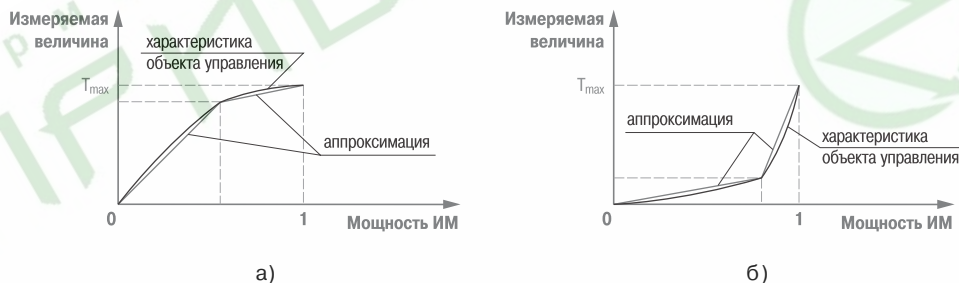 Измеряемая
величина
характеристика
объекта управления
Tmax
аппроксимация
0
1
Мощность ИМ
а)
Измеряемая
величина
Tmax
аппроксимация
характеристика
объекта управления
0
1
Мощность ИМ
б)